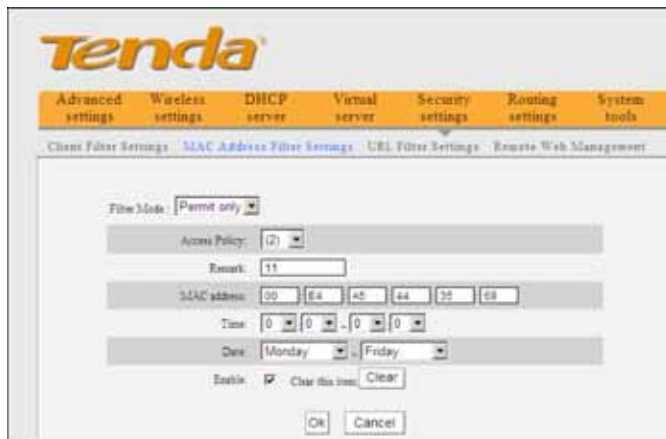 Tenda
Advanced settings Wireless settings DHCP server Virtual server Security settings Routing settings System tools
Client Filter Settings MAC Address Filter Settings URL Filter Settings Remote Web Management
Filter Mode: Permit only
Access Policy: (2)
Remark: 11
MAC address: 00 : E4 : 45 : 44 : 35 : 69
Time: 0 : 0 ~ 0 : 0
Date: Monday ~ Friday
Enable: Clear this item: Clear
Ok Cancel